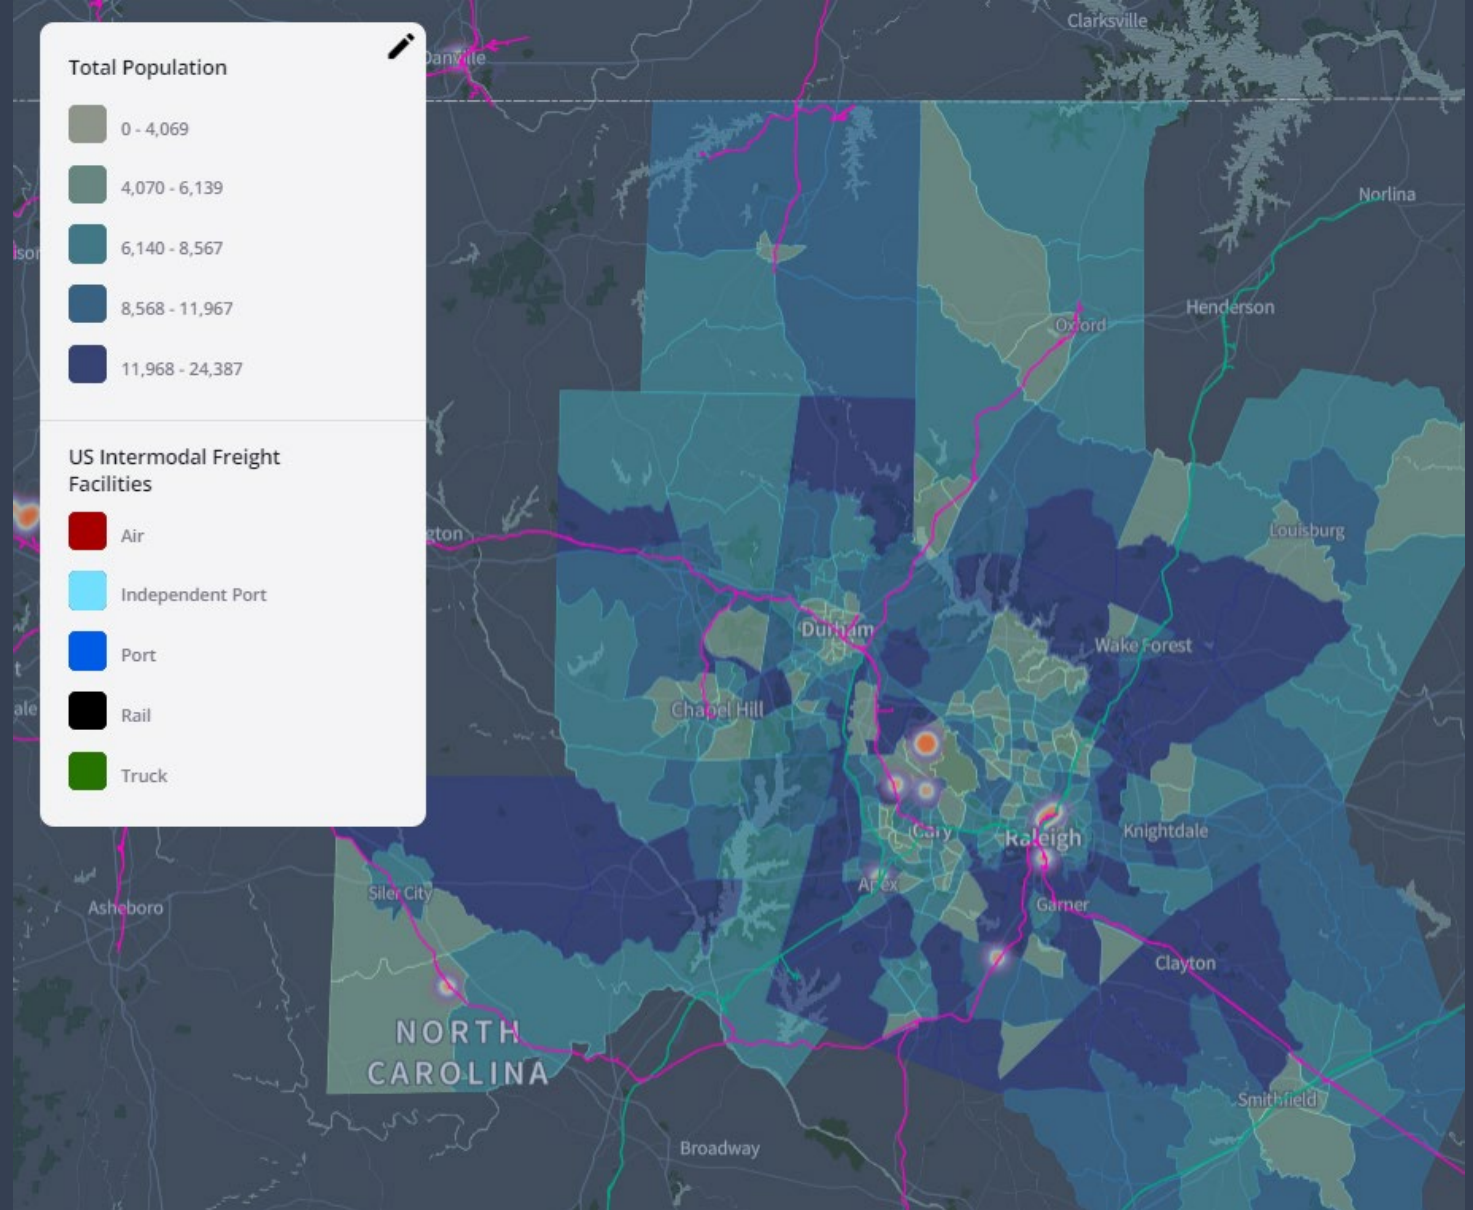 Total Population
0 - 4,069
4,070 - 6,139
6,140 - 8,567
8,568 - 11,967
11,968 - 24,387
US Intermodal Freight
Facilities
Air
Independent Port
Port
Rail
Truck
Clarksville
Danville
Norlina
Henderson
Oxford
gton
Louisburg
Durham
Wake Forest
Chapel Hill
Cary
Raleigh
Knightdale
Apex
Siler City
Garner
Asheboro
Clayton
NORTH
CAROLINA
Smithfield
Broadway